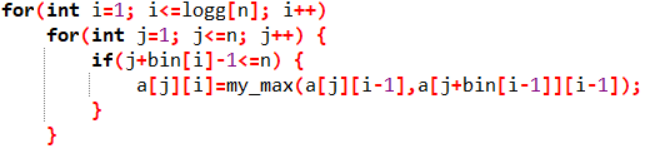 for(int i=1; i<=logg[n]; i++)
for(int j=1; j<=n; j++) {
if(j+bin[i]-1<=n) {
a[j][i]=my_max(a[j][i-1],a[j+bin[i-1]][i-1]);
}
}